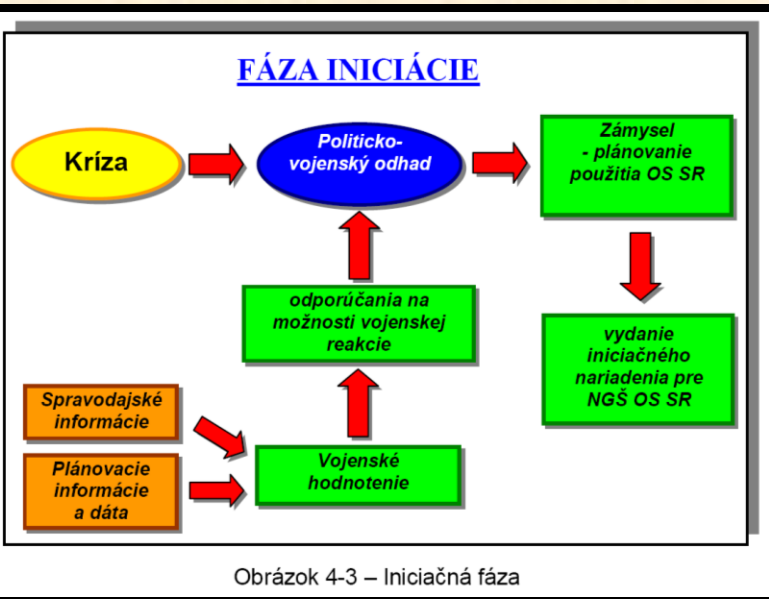 FÁZA INICIÁCIE
Kríza
Politicko-
vojenský odhad
Zámysel
- plánovanie
použitia OS SR
odporúčania na
možnosti vojenskej
reakcie
vydanie
iniciačného
nariadenia pre
NGŠ OS SR
Spravodajské
informácie
Vojenské
hodnotenie
Plánovacie
informácie
a dáta
Obrázok 4-3 – Iniciačná fáza